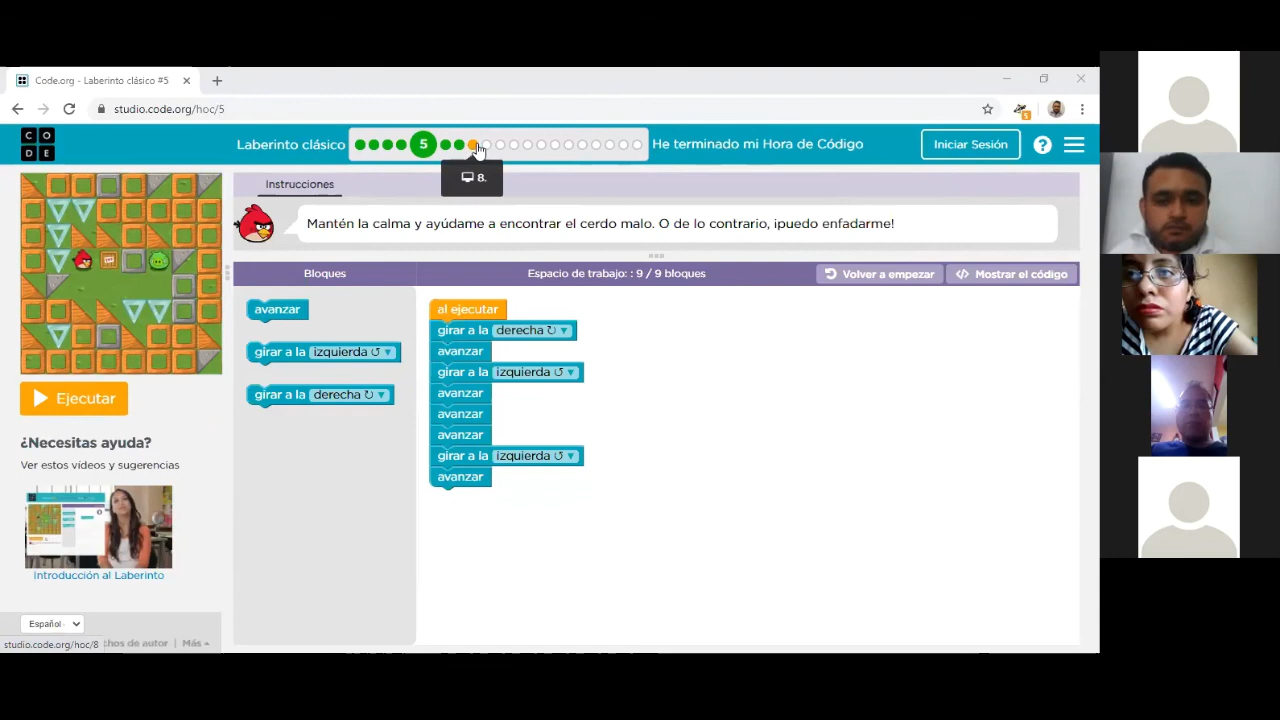 Code.org - Laberinto clásico #5
studio.code.org/hoc/5
C O
D E
Laberinto clásico
5
He terminado mi Hora de Código
Iniciar Sesión
?
8.
Instrucciones
Mantén la calma y ayúdame a encontrar el cerdo malo. O de lo contrario, ¡puedo enfadarme!
Bloques
Espacio de trabajo: : 9 / 9 bloques
Volver a empezar
Mostrar el código
avanzar
girar a la izquierda
girar a la derecha
al ejecutar
girar a la derecha
avanzar
girar a la izquierda
avanzar
avanzar
avanzar
girar a la izquierda
avanzar
Ejecutar
¿Necesitas ayuda?
Ver estos vídeos y sugerencias
Introducción al Laberinto
Español
studio.code.org/hoc/8
chos de autor | Más